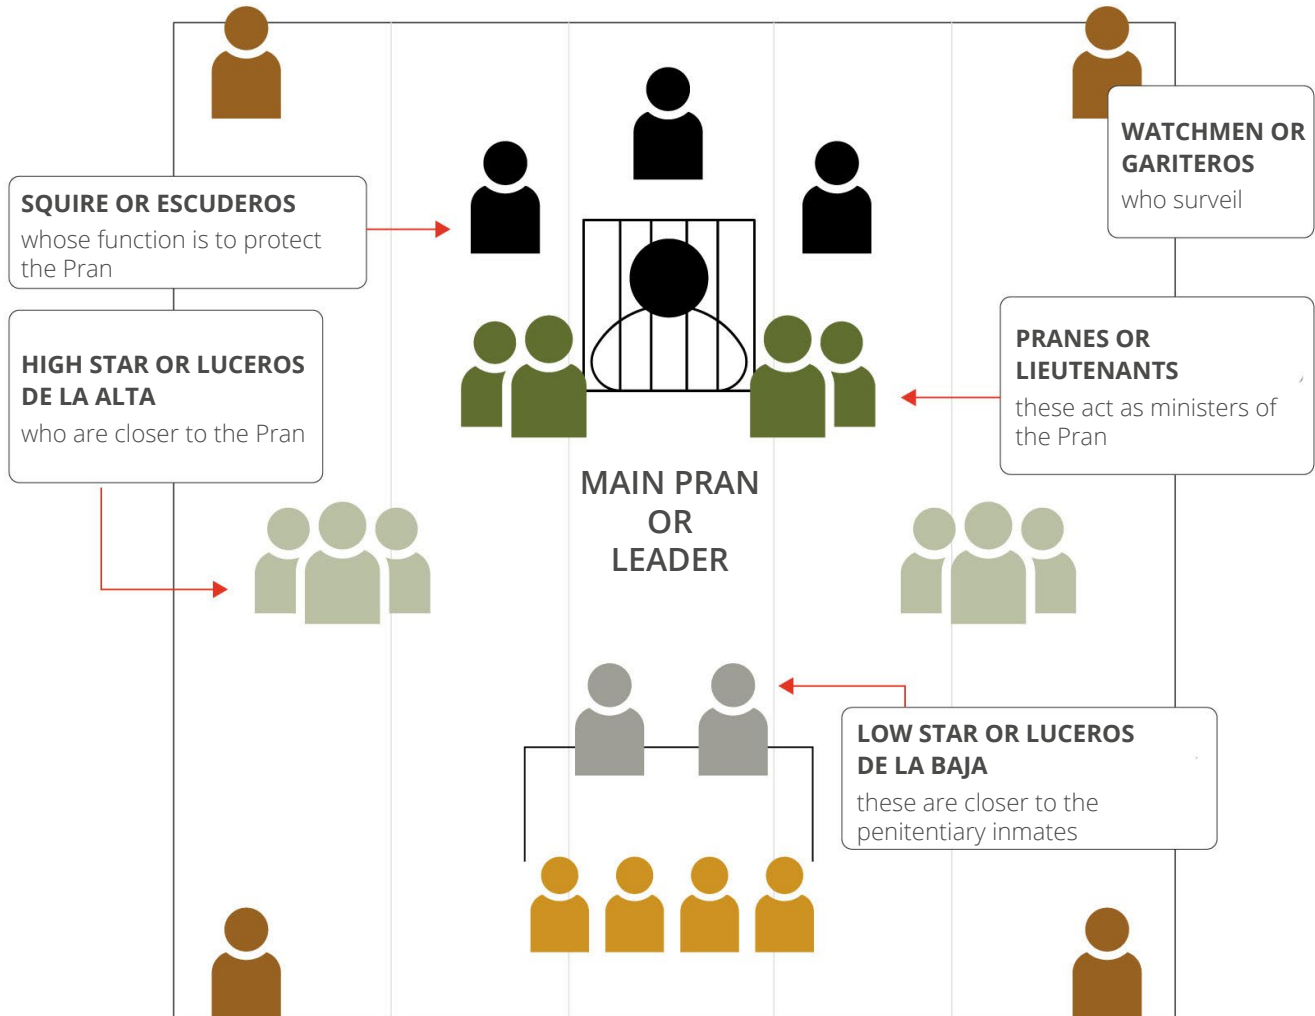 WATCHMEN OR
GARITEROS
who surveil
SQUIRE OR ESCUDEROS
whose function is to protect
the Pran
HIGH STAR OR LUCEROS
DE LA ALTA
who are closer to the Pran
PRANES OR
LIEUTENANTS
these act as ministers of
the Pran
MAIN PRAN
OR
LEADER
LOW STAR OR LUCEROS
DE LA BAJA
these are closer to the
penitentiary inmates